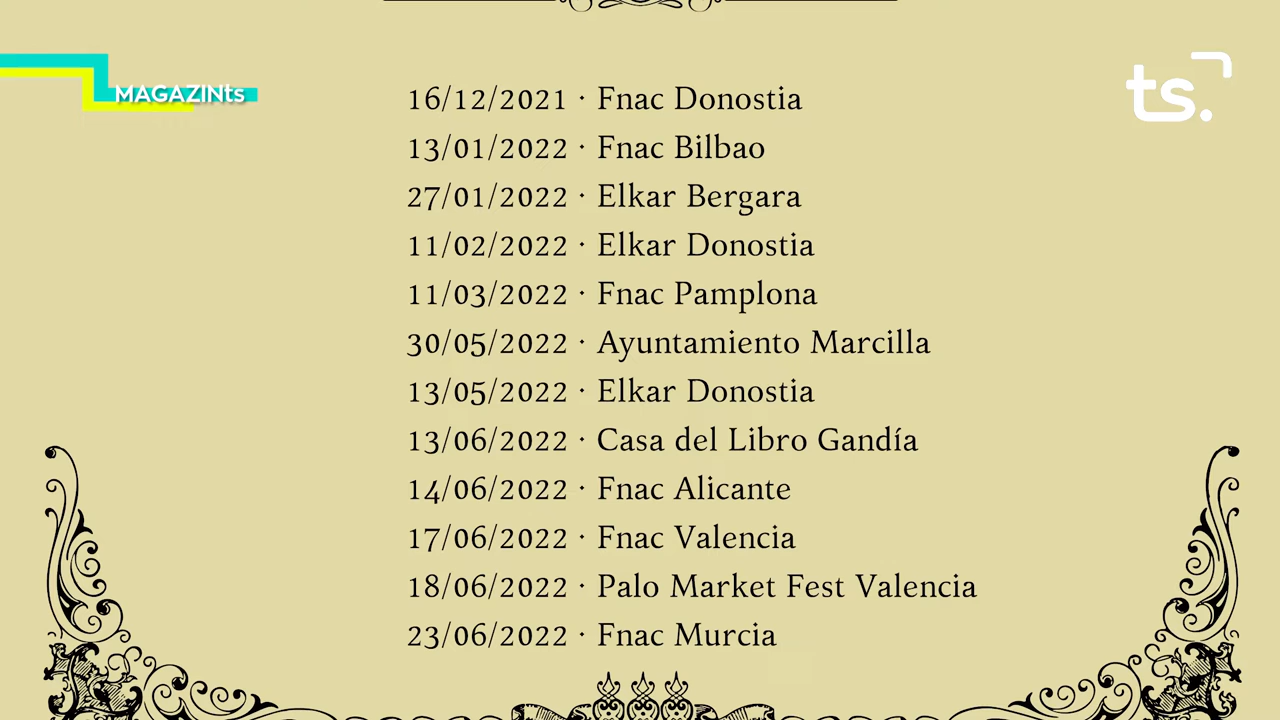 MAGAZINts
ts.
16/12/2021 · Fnac Donostia
13/01/2022 · Fnac Bilbao
27/01/2022 · Elkar Bergara
11/02/2022 · Elkar Donostia
11/03/2022 · Fnac Pamplona
30/05/2022 · Ayuntamiento Marcilla
13/05/2022 · Elkar Donostia
13/06/2022 · Casa del Libro Gandía
14/06/2022 · Fnac Alicante
17/06/2022 · Fnac Valencia
18/06/2022 · Palo Market Fest Valencia
23/06/2022 · Fnac Murcia